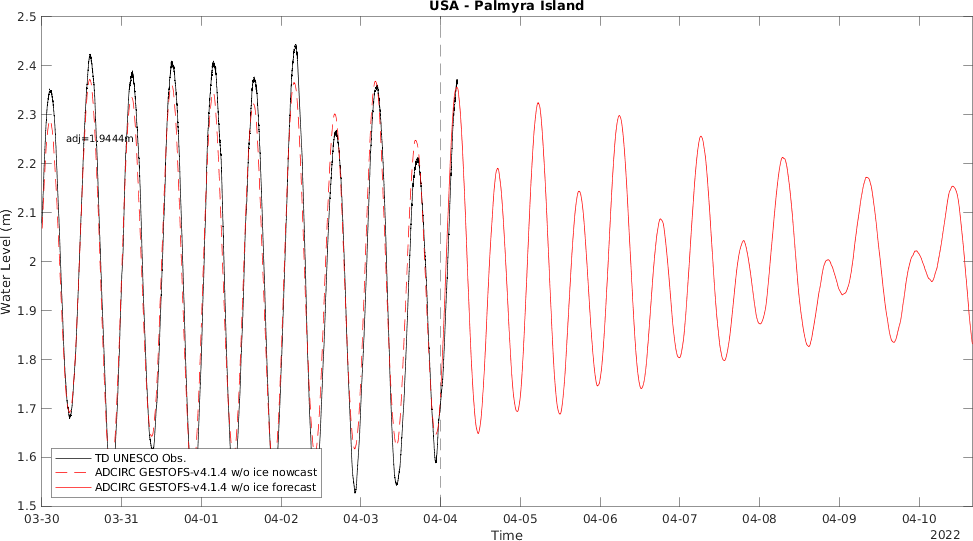 USA - Palmyra Island
2.5
2.4
2.3
2.2
2.1
2
1.9
1.8
1.7
1.6
1.5
Water Level (m)
adj=1.9444m
TD UNESCO Obs.
ADCIRC GESTOFS-v4.1.4 w/o ice nowcast
ADCIRC GESTOFS-v4.1.4 w/o ice forecast
03-30 03-31 04-01 04-02 04-03 04-04 04-05 04-06 04-07 04-08 04-09 04-10
Time
2022